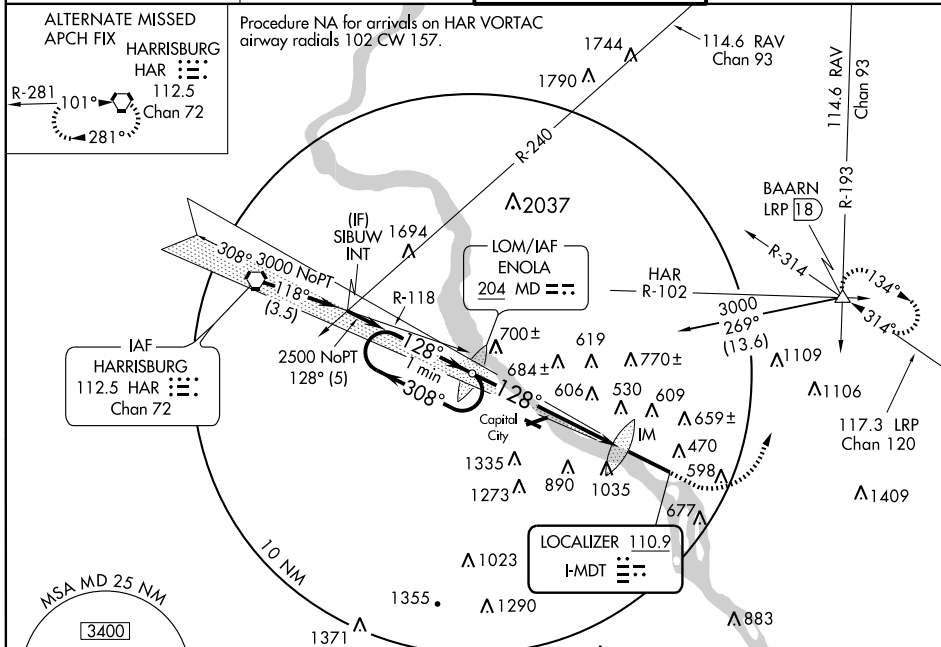 ALTERNATE MISSED
APCH FIX
HARRISBURG
HAR
112.5
Chan 72
R-281
101°
281°
Procedure NA for arrivals on HAR VORTAC
airway radials 102 CW 157.
1744
1790
114.6 RAV
Chan 93
114.6 RAV
Chan 93
R-240
R-193
2037
BAARN
LRP 18
(IF)
SIBUW
INT
1694
LOM/IAF
ENOLA
204 MD
R-314
134°
314°
HAR
R-102
3000
269°
(13.6)
308° 3000 NoPT
118°
(3.5)
R-118
2500 NoPT
128° (5)
128°
1 min
308°
128°
IAF
HARRISBURG
112.5 HAR
Chan 72
700±
684±
619
770±
606
530
609
659±
1109
1106
Capital
City
IM
470
598
117.3 LRP
Chan 120
1335
1273
890
1035
677
1409
LOCALIZER 110.9
I-MDT
1023
10 NM
1355
1290
1371
883
MSA MD 25 NM
3400